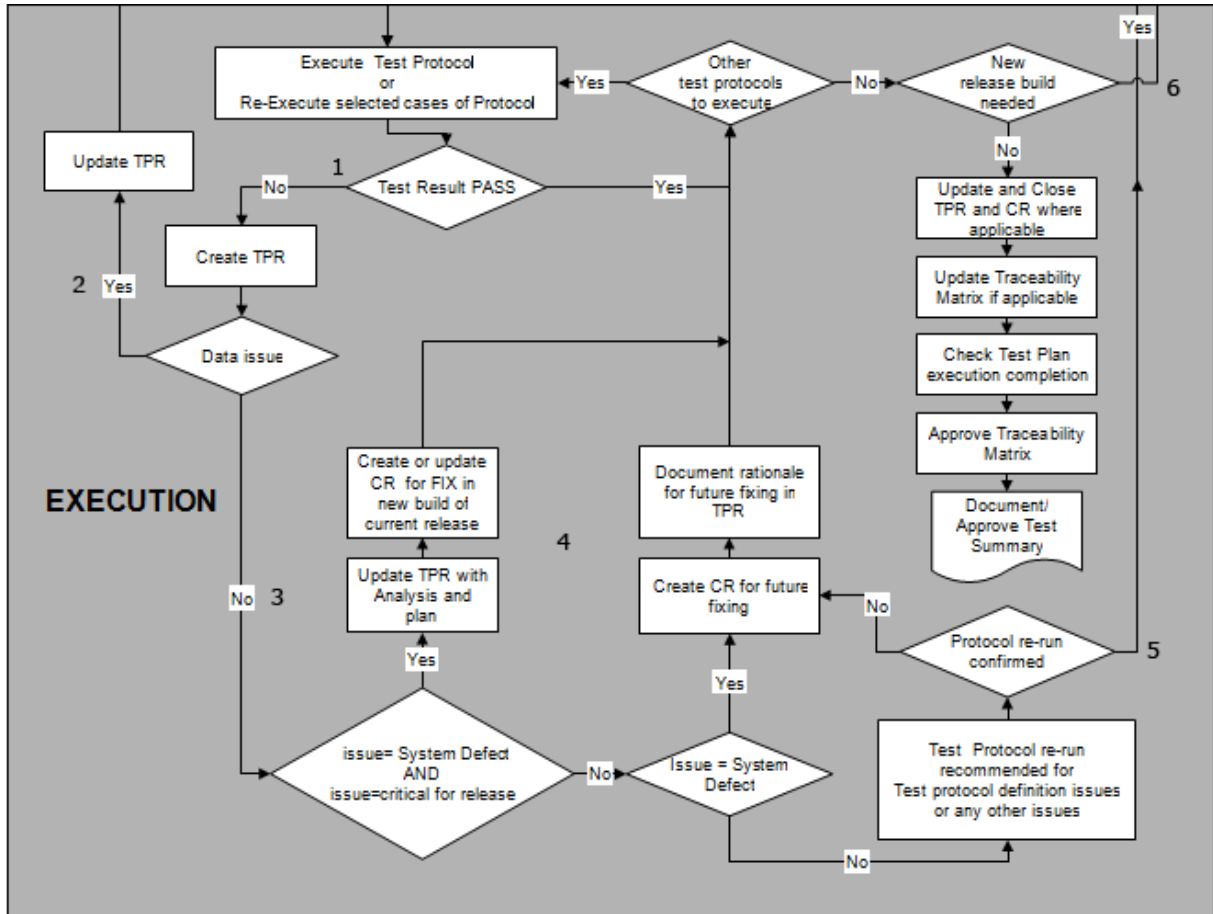 Yes
Execute Test Protocol
or
Re-Execute selected cases of Protocol
Yes
Other
test protocols
to execute
No
New
release build
needed
6
No
Update TPR
1
No
Test Result PASS
Yes
Update and Close
TPR and CR where
applicable
Create TPR
2
Yes
Update Traceability
Matrix if applicable
Data issue
Check Test Plan
execution completion
Approve Traceability
Matrix
EXECUTION
Create or update
CR for FIX in
new build of
current release
Document rationale
for future fixing in
TPR
Document/
Approve Test
Summary
4
No
3
Update TPR with
Analysis and
plan
Create CR for future
fixing
No
Protocol re-run
confirmed
5
Yes
Yes
issue= System Defect
AND
issue=critical for release
No
Issue = System
Defect
Test Protocol re-run
recommended for
Test protocol definition issues
or any other issues
No